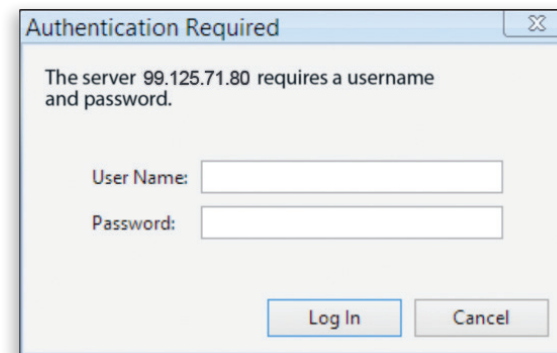 Authentication Required
The server 99.125.71.80 requires a username
and password.
User Name:
Password:
Log In
Cancel